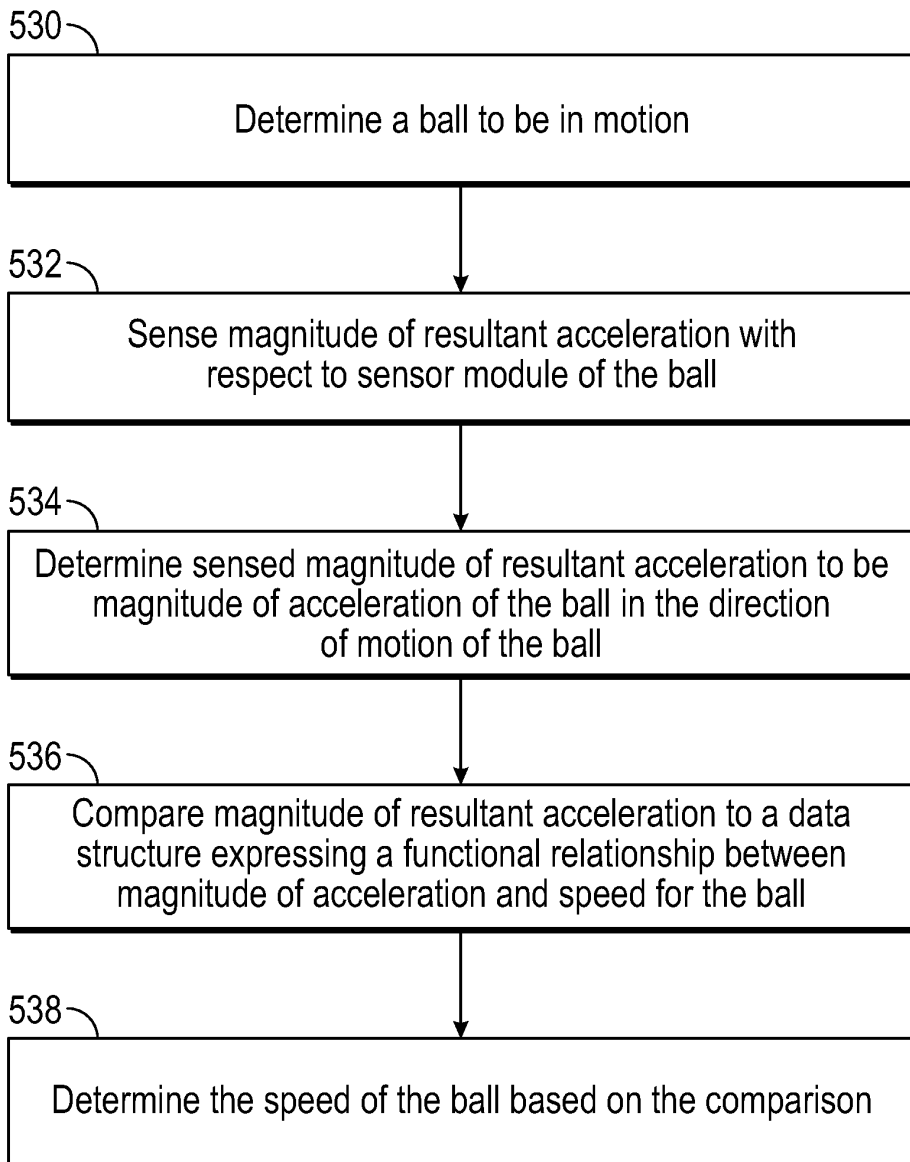 530
Determine a ball to be in motion
532
Sense magnitude of resultant acceleration with
respect to sensor module of the ball
534
Determine sensed magnitude of resultant acceleration to be
magnitude of acceleration of the ball in the direction
of motion of the ball
536
Compare magnitude of resultant acceleration to a data
structure expressing a functional relationship between
magnitude of acceleration and speed for the ball
538
Determine the speed of the ball based on the comparison